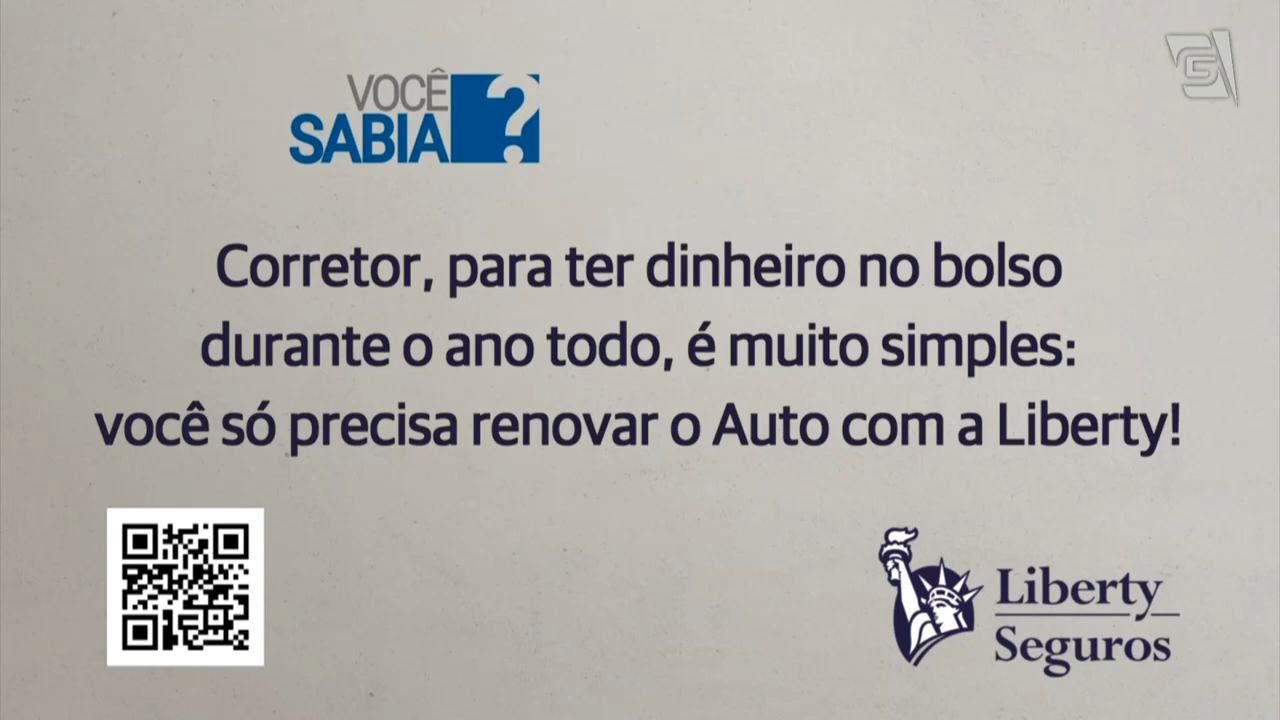 VOCÊ
SABIA?
Corretor, para ter dinheiro no bolso
durante o ano todo, é muito simples:
você só precisa renovar o Auto com a Liberty!
Liberty
Seguros